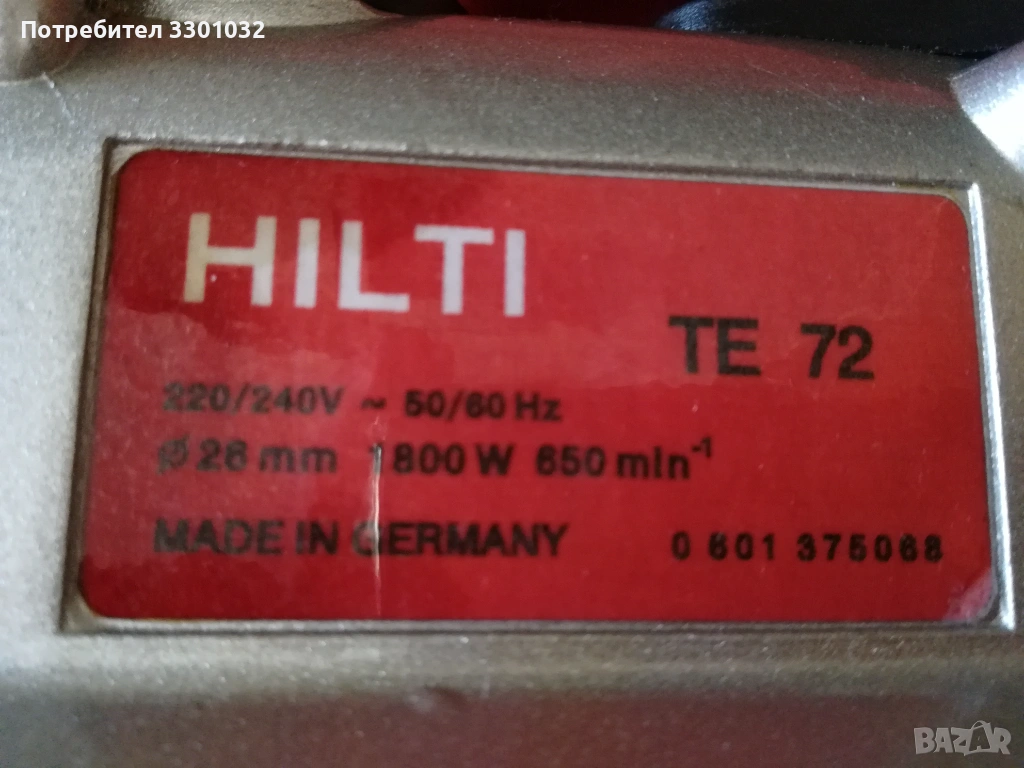 Потребител 3301032
HILTI
TE 72
220/240V ~ 50/60 Hz
Ø 26 mm 1800 W 650 min⁻¹
MADE IN GERMANY 0 601 375068
BAZAR